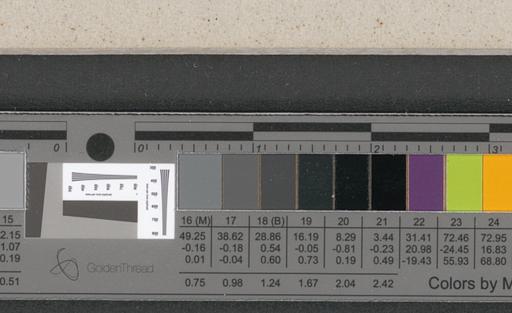 0 0 1 2 3
15 16 (M) 17 18 (B) 19 20 21 22 23 24
2.15 49.25 38.62 28.86 16.19 8.29 3.44 31.41 72.46 72.95
1.07 -0.16 -0.18 0.54 -0.05 -0.81 -0.23 20.98 -24.45 16.83
0.19 0.01 -0.04 0.60 0.73 0.19 0.49 -19.43 55.93 68.80
GoldenThread
0.51 0.75 0.98 1.24 1.67 2.04 2.42 Colors by M